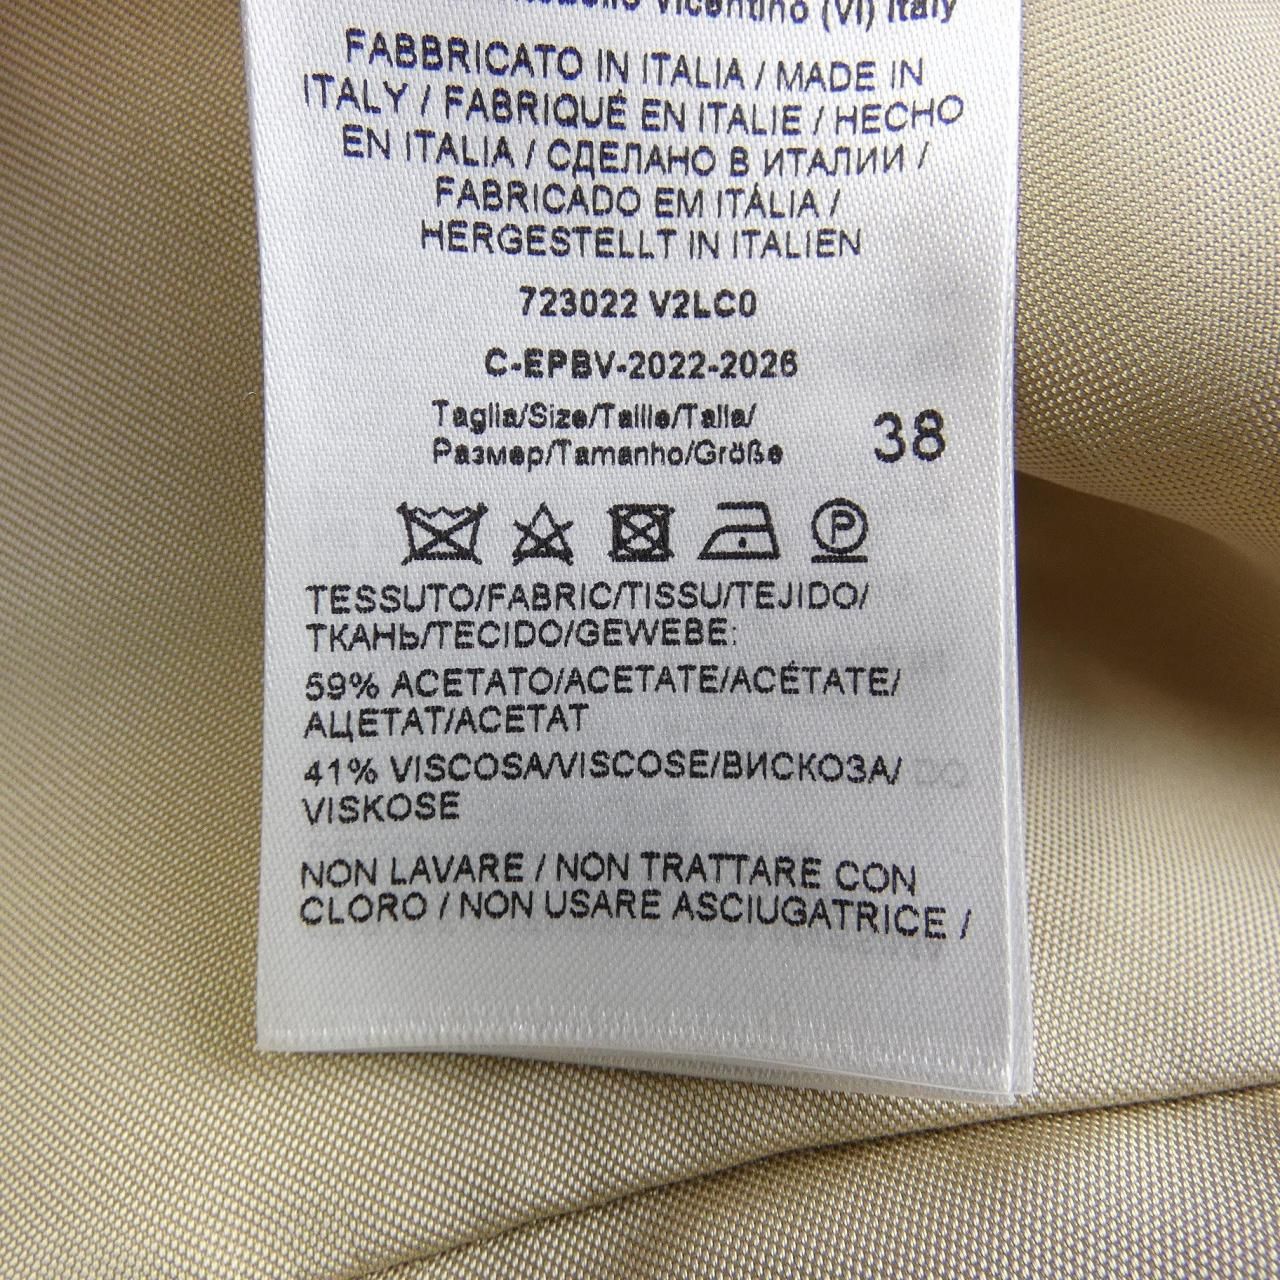 Vicentino (VI) Italy
FABBRICATO IN ITALIA / MADE IN
ITALY / FABRIQUÉ EN ITALIE / HECHO
EN ITALIA / СДЕЛАНО В ИТАЛИИ /
FABRICADO EM ITÁLIA /
HERGESTELLT IN ITALIEN
723022 V2LC0
C-EPBV-2022-2026
Taglia/Size/Taille/Talla/
Размер/Tamanho/Größe 38
P
TESSUTO/FABRIC/TISSU/TEJIDO/
ТКАНЬ/TECIDO/GEWEBE:
59% ACETATO/ACETATE/ACÉTATE/
АЦЕТАТ/ACETAT
41% VISCOSA/VISCOSE/ВИСКОЗА/
VISKOSE
NON LAVARE / NON TRATTARE CON
CLORO / NON USARE ASCIUGATRICE /